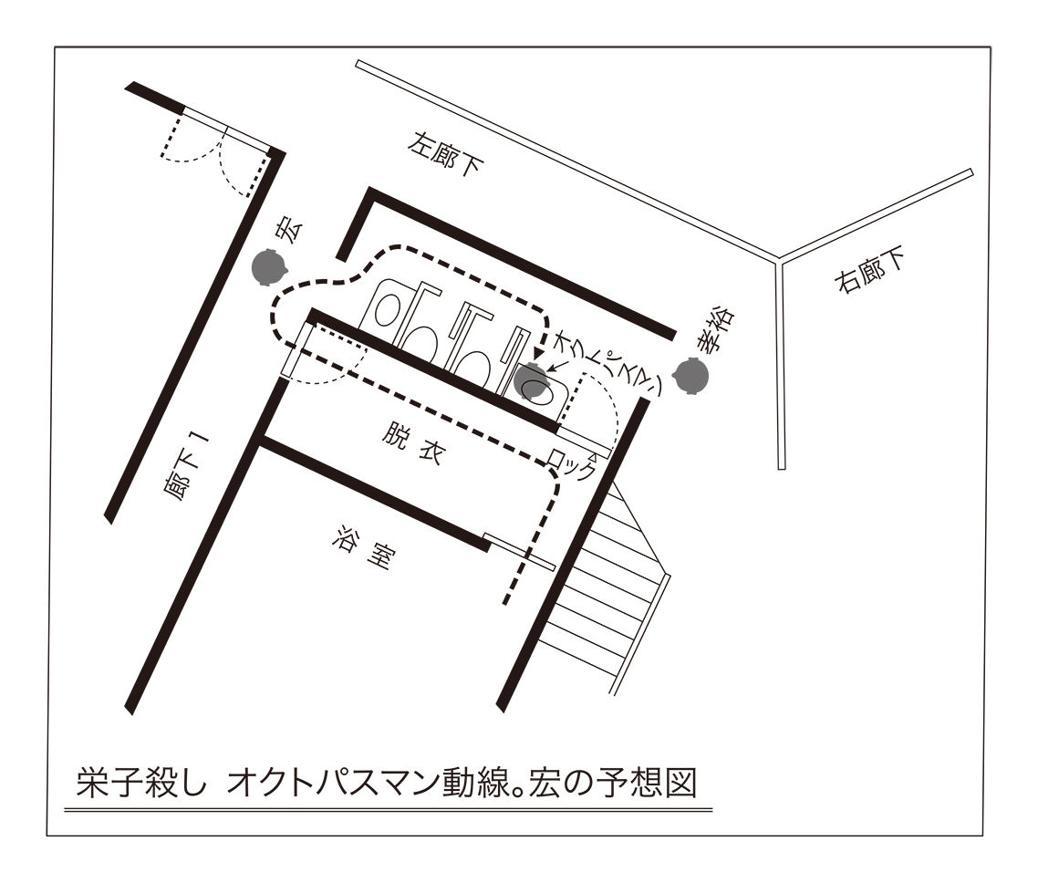 左廊下
右廊下
宏
孝裕
オクトパスマン
脱衣
ロック
廊下1
浴室
栄子殺し オクトパスマン動線。宏の予想図